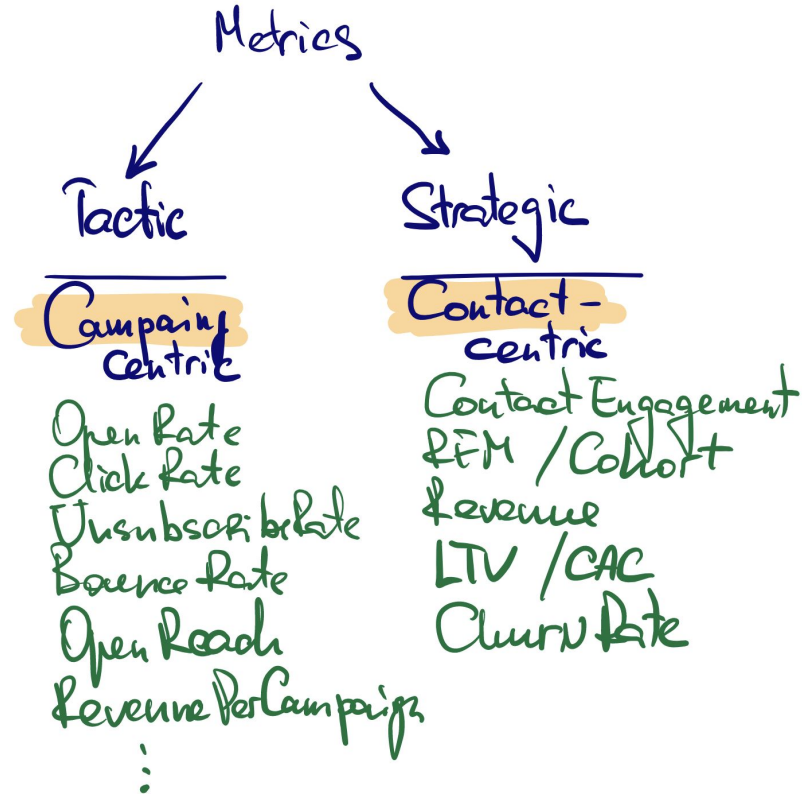 Metrics
Tactic
Campaing
centric
Open Rate
Click Rate
Unsubscribe Rate
Bounce Rate
Open Reach
Revenue Per Campaign
Strategic
Contact-
centric
Contact Engagement
RFM / Cohort
Revenue
LTV / CAC
Churn Rate